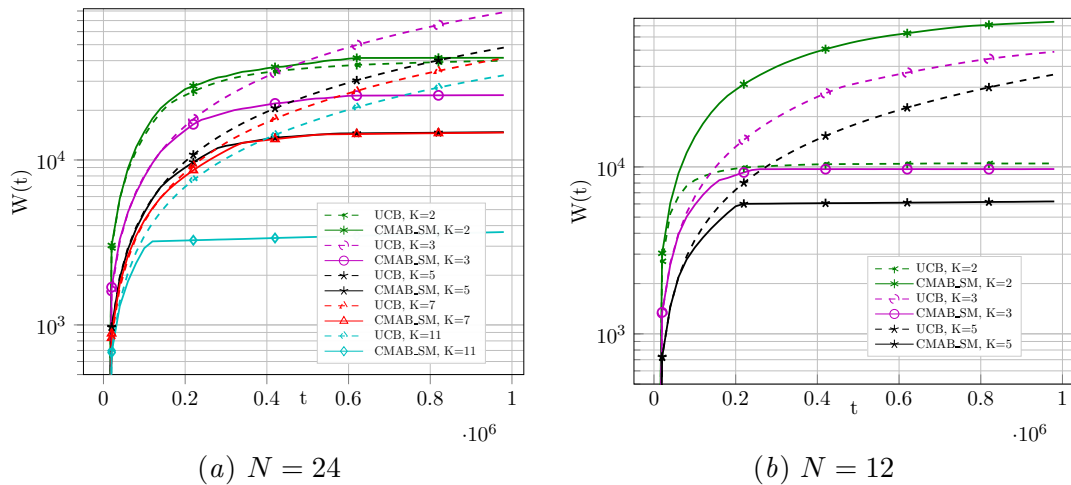 W(t)
10^4
10^3
UCB, K=2
CMAB_SM, K=2
UCB, K=3
CMAB_SM, K=3
UCB, K=5
CMAB_SM, K=5
UCB, K=7
CMAB_SM, K=7
UCB, K=11
CMAB_SM, K=11
0 0.2 0.4 0.6 0.8 1
t
·10^6
(a) N = 24
W(t)
10^4
10^3
UCB, K=2
CMAB_SM, K=2
UCB, K=3
CMAB_SM, K=3
UCB, K=5
CMAB_SM, K=5
0 0.2 0.4 0.6 0.8 1
t
·10^6
(b) N = 12